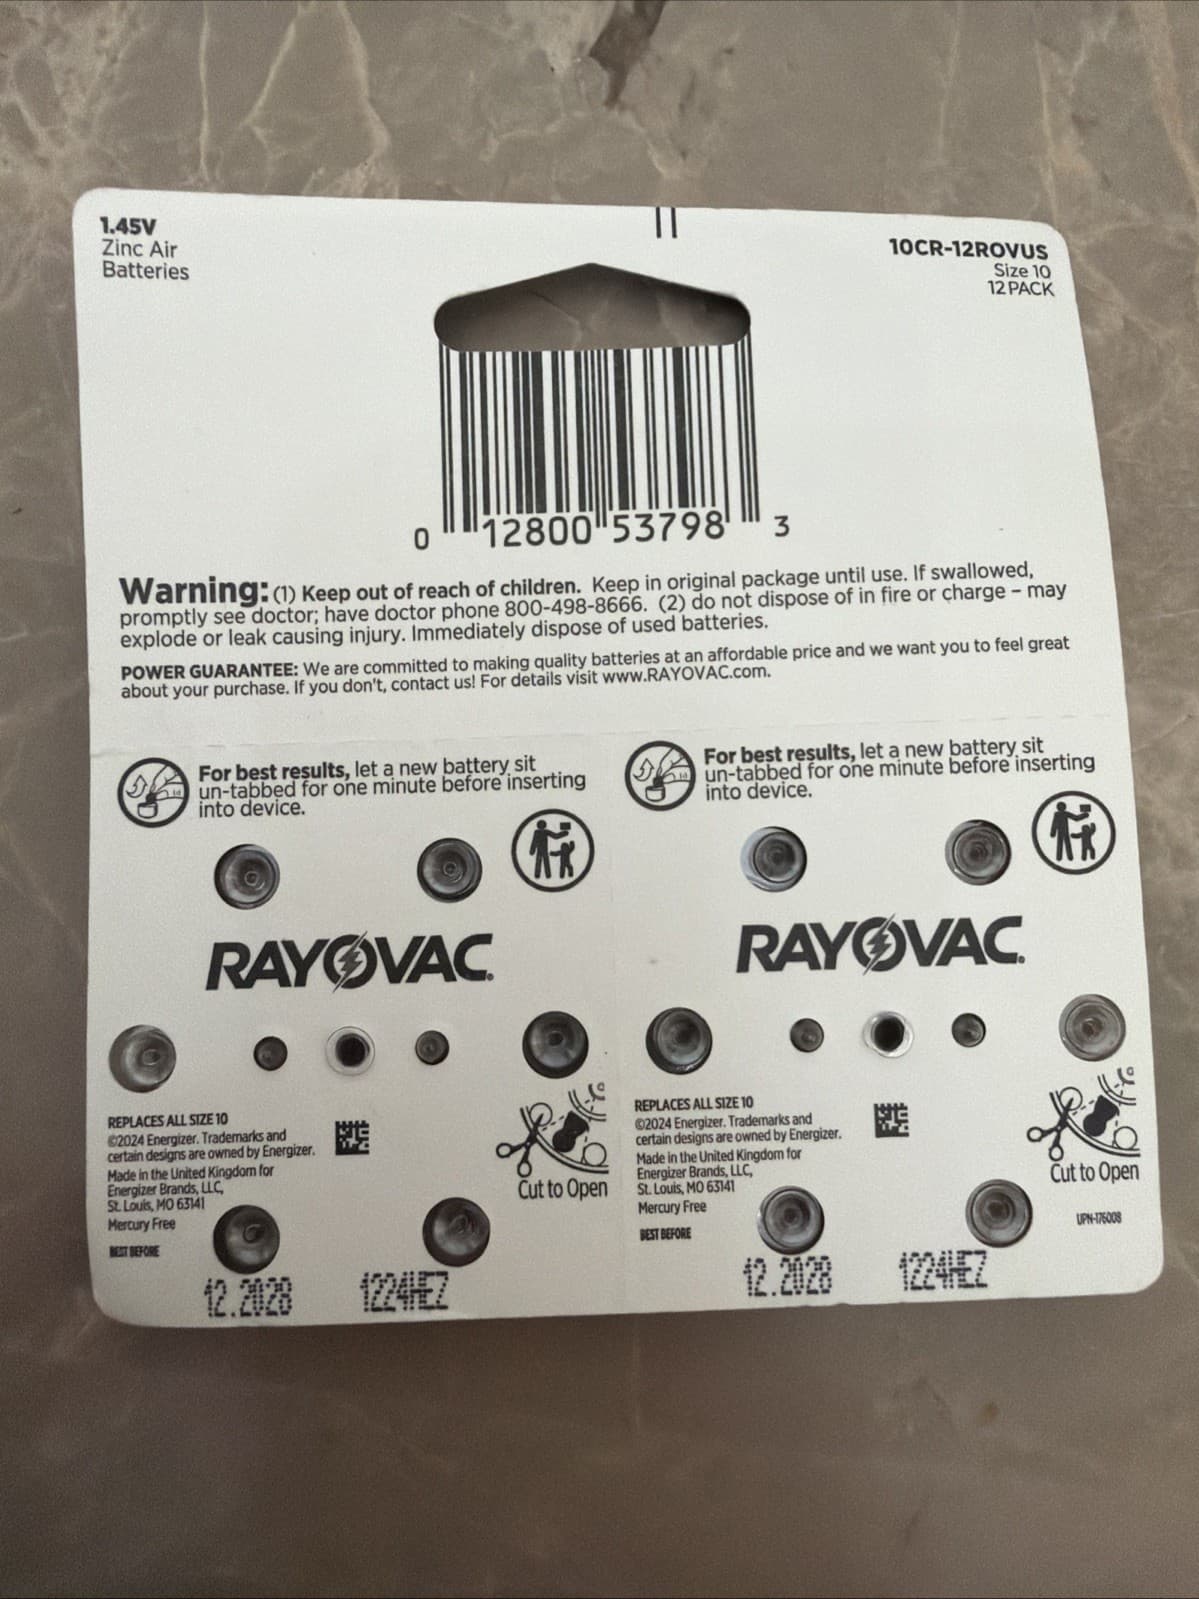 1.45V
Zinc Air
Batteries
10CR-12ROVUS
Size 10
12 PACK
0 12800 53798 3
Warning: (1) Keep out of reach of children. Keep in original package until use. If swallowed,
promptly see doctor; have doctor phone 800-498-8666. (2) do not dispose of in fire or charge – may
explode or leak causing injury. Immediately dispose of used batteries.
POWER GUARANTEE: We are committed to making quality batteries at an affordable price and we want you to feel great
about your purchase. If you don't, contact us! For details visit www.RAYOVAC.com.
For best results, let a new battery sit
un-tabbed for one minute before inserting
into device.
RAYOVAC
REPLACES ALL SIZE 10
©2024 Energizer. Trademarks and
certain designs are owned by Energizer.
Made in the United Kingdom for
Energizer Brands, LLC,
St. Louis, MO 63141
Mercury Free
BEST BEFORE
Cut to Open
12.2028 1224HEZ
For best results, let a new battery sit
un-tabbed for one minute before inserting
into device.
RAYOVAC
REPLACES ALL SIZE 10
©2024 Energizer. Trademarks and
certain designs are owned by Energizer.
Made in the United Kingdom for
Energizer Brands, LLC,
St. Louis, MO 63141
Mercury Free
BEST BEFORE
Cut to Open
UPN-176008
12.2028 1224HEZ